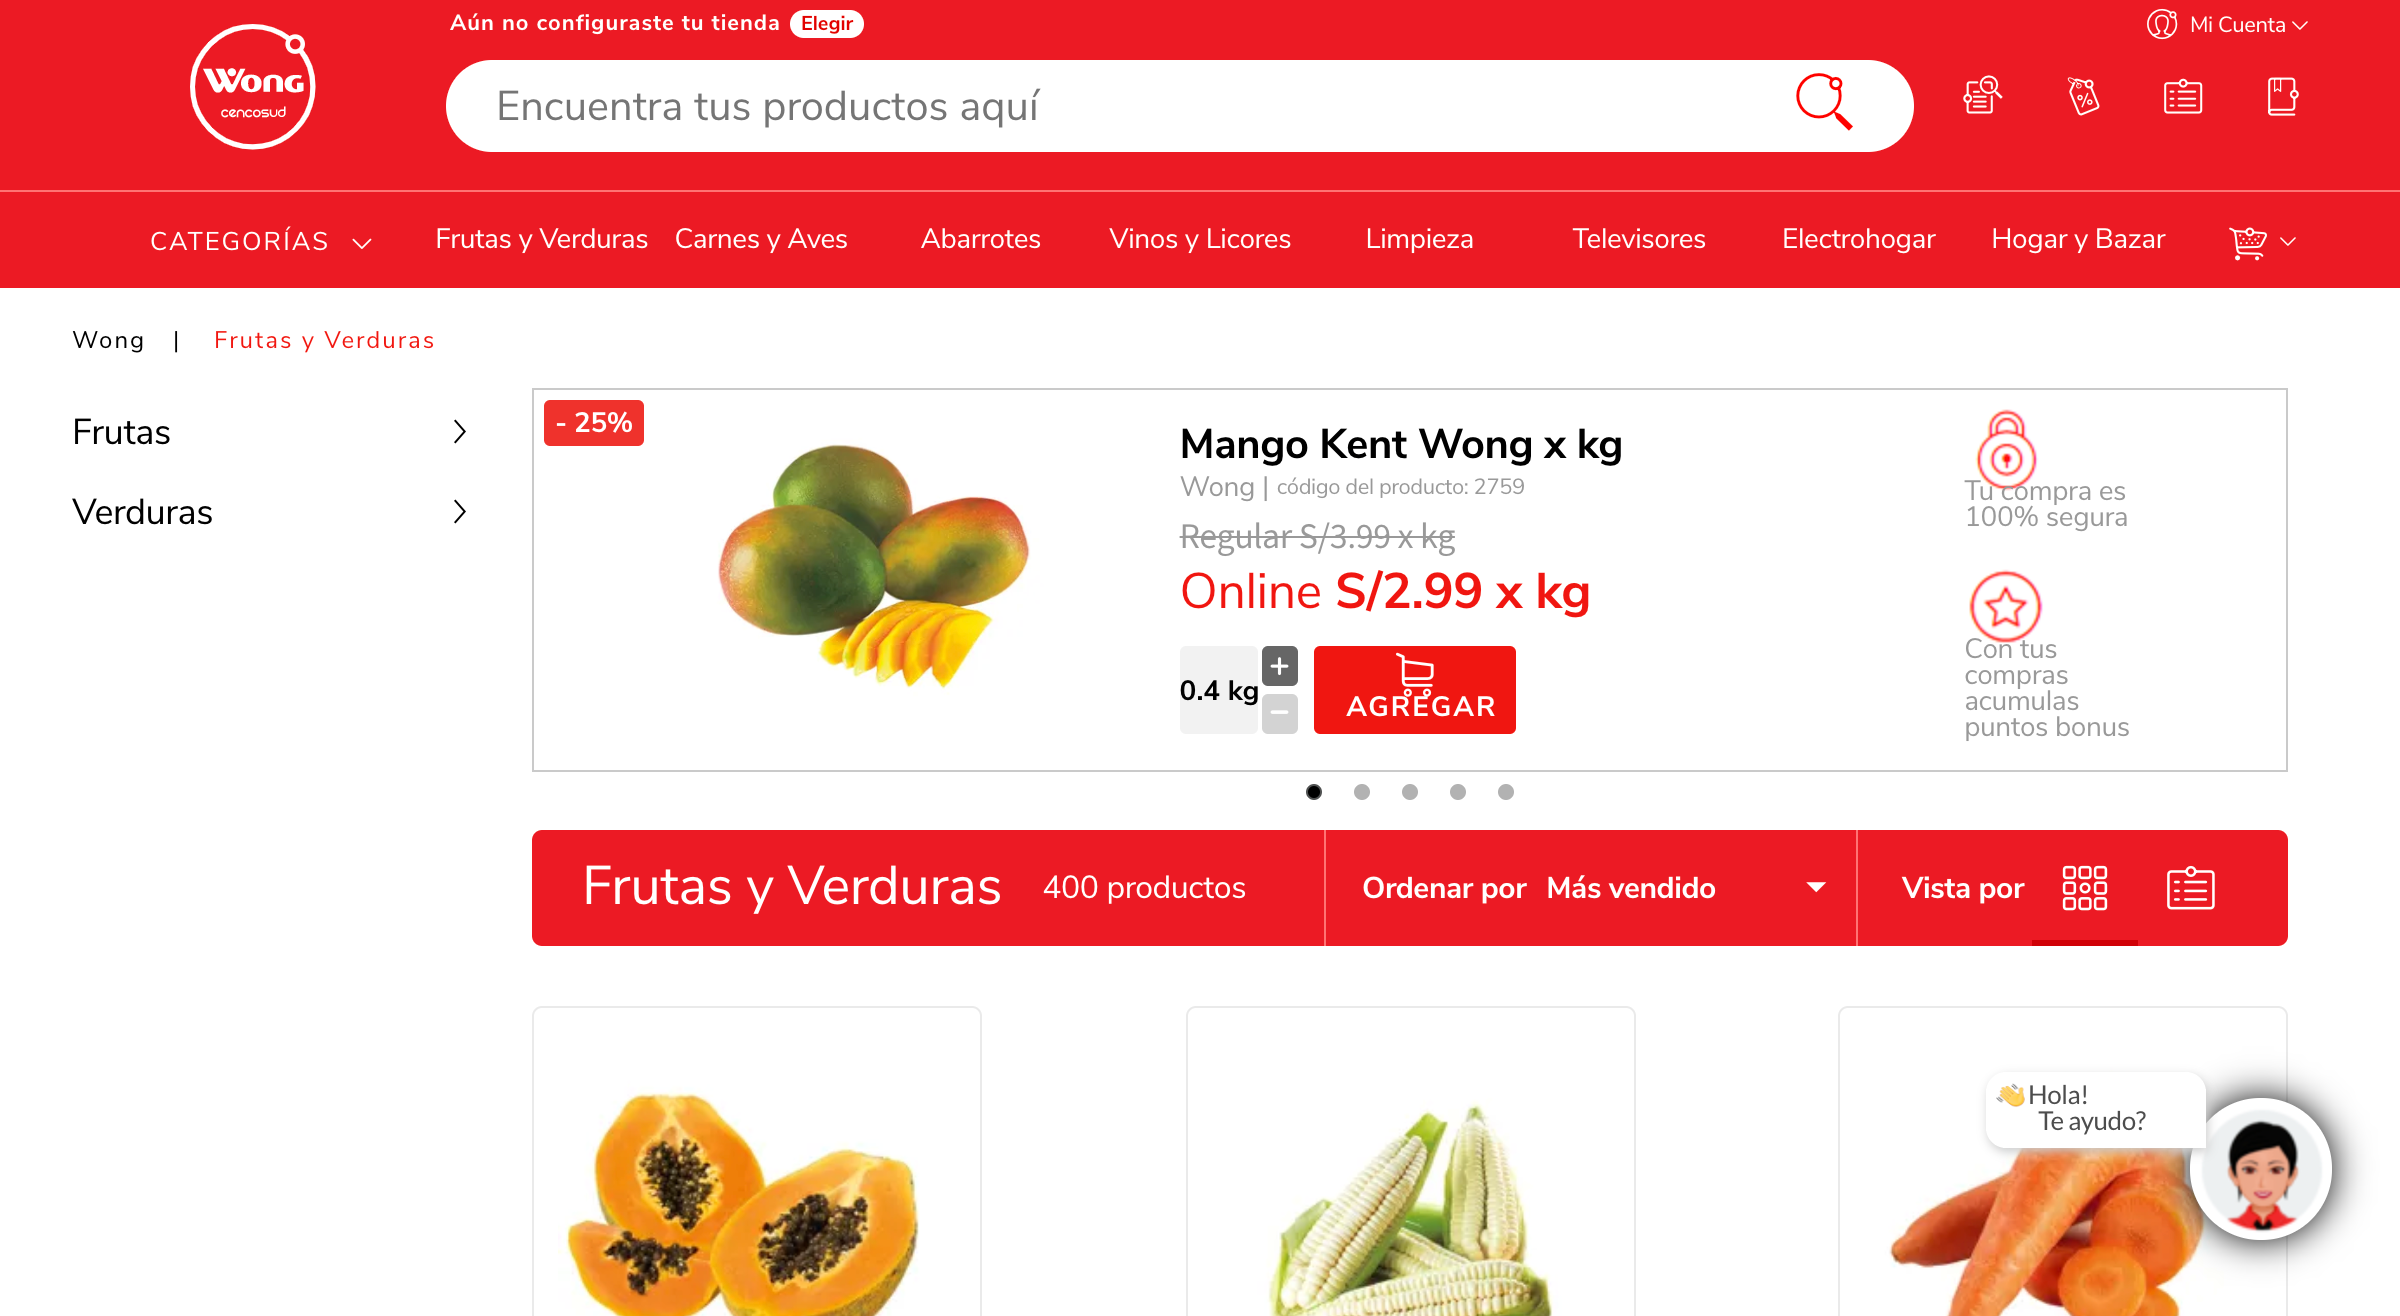 Aún no configuraste tu tienda Elegir
Mi Cuenta
Wong
cencosud
Encuentra tus productos aquí
CATEGORÍAS
Frutas y Verduras
Carnes y Aves
Abarrotes
Vinos y Licores
Limpieza
Televisores
Electrohogar
Hogar y Bazar
Wong | Frutas y Verduras
Frutas
Verduras
- 25%
Mango Kent Wong x kg
Wong | código del producto: 2759
Regular S/3.99 x kg
Online S/2.99 x kg
0.4 kg
+
−
AGREGAR
Tu compra es
100% segura
Con tus
compras
acumulas
puntos bonus
Frutas y Verduras 400 productos
Ordenar por Más vendido
Vista por
👋Hola!
Te ayudo?